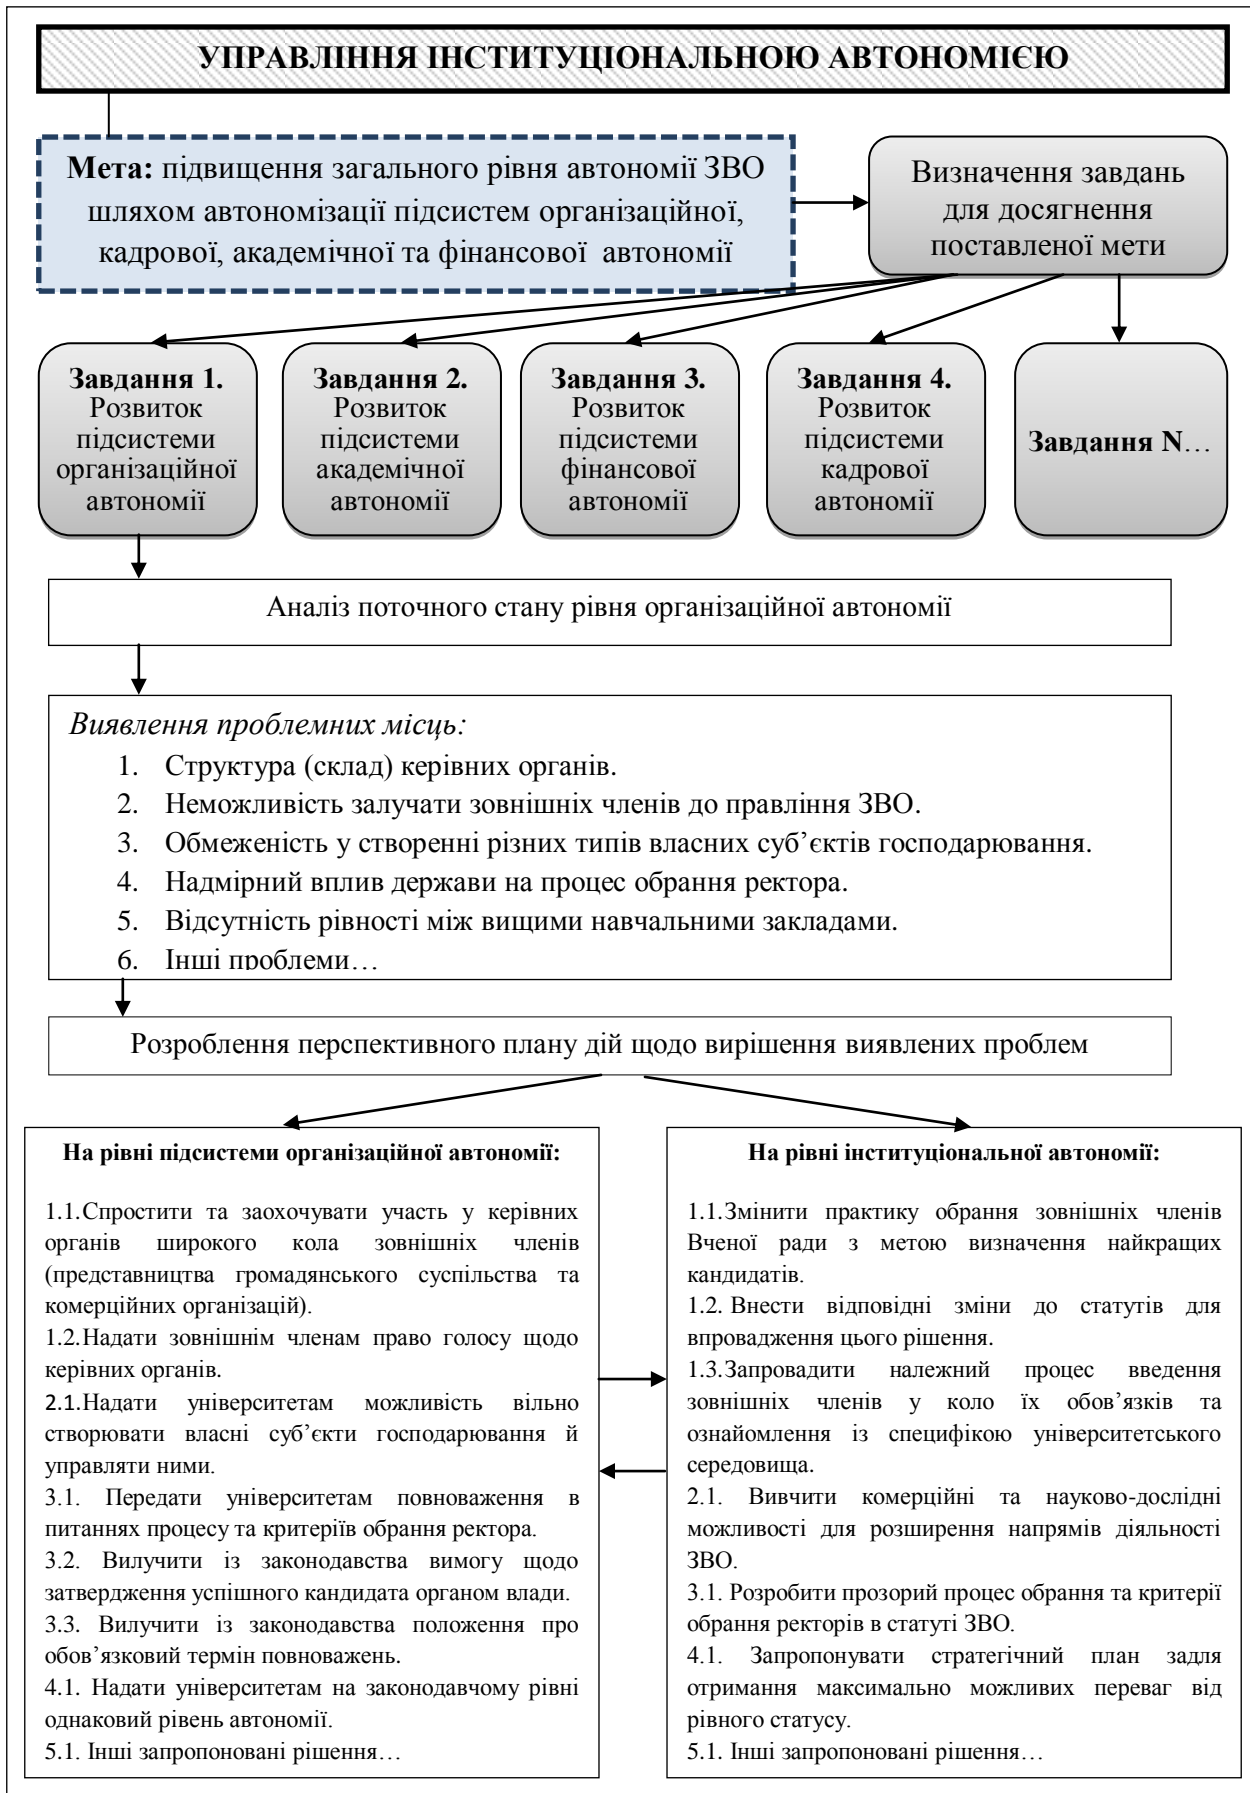 УПРАВЛІННЯ ІНСТИТУЦІОНАЛЬНОЮ АВТОНОМІЄЮ
Мета: підвищення загального рівня автономії ЗВО
шляхом автономізації підсистем організаційної,
кадрової, академічної та фінансової автономії
Визначення завдань
для досягнення
поставленої мети
Завдання 1.
Розвиток
підсистеми
організаційної
автономії
Завдання 2.
Розвиток
підсистеми
академічної
автономії
Завдання 3.
Розвиток
підсистеми
фінансової
автономії
Завдання 4.
Розвиток
підсистеми
кадрової
автономії
Завдання N…
Аналіз поточного стану рівня організаційної автономії
Виявлення проблемних місць:
1. Структура (склад) керівних органів.
2. Неможливість залучати зовнішніх членів до правління ЗВО.
3. Обмеженість у створенні різних типів власних суб’єктів господарювання.
4. Надмірний вплив держави на процес обрання ректора.
5. Відсутність рівності між вищими навчальними закладами.
6. Інші проблеми…
Розроблення перспективного плану дій щодо вирішення виявлених проблем
На рівні підсистеми організаційної автономії:
1.1.Спростити та заохочувати участь у керівних
органів широкого кола зовнішніх членів
(представництва громадянського суспільства та
комерційних організацій).
1.2.Надати зовнішнім членам право голосу щодо
керівних органів.
2.1.Надати університетам можливість вільно
створювати власні суб’єкти господарювання й
управляти ними.
3.1. Передати університетам повноваження в
питаннях процесу та критеріїв обрання ректора.
3.2. Вилучити із законодавства вимогу щодо
затвердження успішного кандидата органом влади.
3.3. Вилучити із законодавства положення про
обов’язковий термін повноважень.
4.1. Надати університетам на законодавчому рівні
однаковий рівень автономії.
5.1. Інші запропоновані рішення…
На рівні інституціональної автономії:
1.1.Змінити практику обрання зовнішніх членів
Вченої ради з метою визначення найкращих
кандидатів.
1.2. Внести відповідні зміни до статутів для
впровадження цього рішення.
1.3.Запровадити належний процес введення
зовнішніх членів у коло їх обов’язків та
ознайомлення із специфікою університетського
середовища.
2.1. Вивчити комерційні та науково-дослідні
можливості для розширення напрямів діяльності
ЗВО.
3.1. Розробити прозорий процес обрання та критерії
обрання ректорів в статуті ЗВО.
4.1. Запропонувати стратегічний план задля
отримання максимально можливих переваг від
рівного статусу.
5.1. Інші запропоновані рішення…